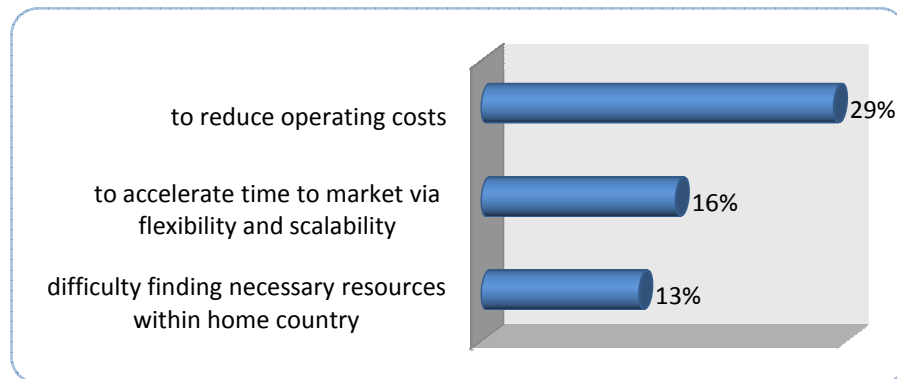 to reduce operating costs
29%
to accelerate time to market via
flexibility and scalability
16%
difficulty finding necessary resources
within home country
13%